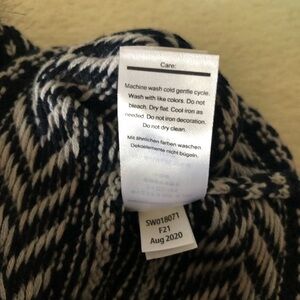 Care:
Machine wash cold gentle cycle.
Wash with like colors. Do not
bleach. Dry flat. Cool iron as
needed. Do not iron decoration.
Do not dry clean.
Mit ähnlichen farben waschen
Dekoelemente nicht bügeln.
SW018071
F21
Aug 2020